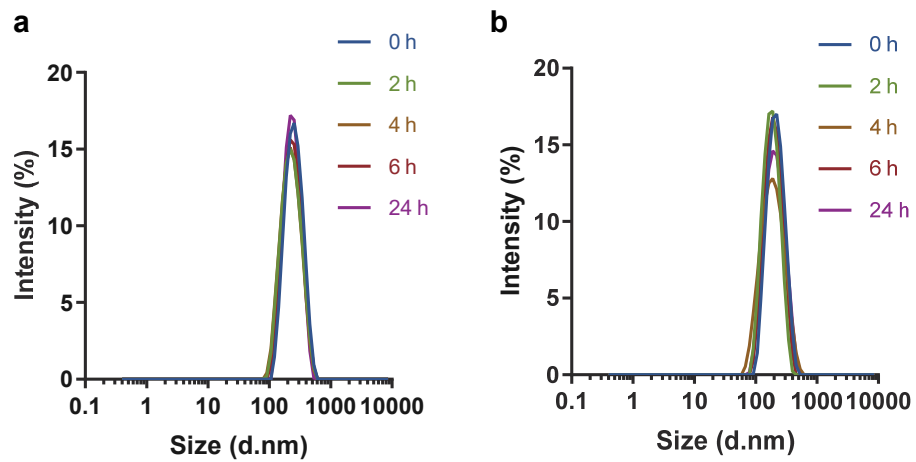 a
0 h
2 h
4 h
6 h
24 h
20
15
10
5
0
Intensity (%)
0.1 1 10 100 1000 10000
Size (d.nm)
b
0 h
2 h
4 h
6 h
24 h
20
15
10
5
0
Intensity (%)
0.1 1 10 100 1000 10000
Size (d.nm)